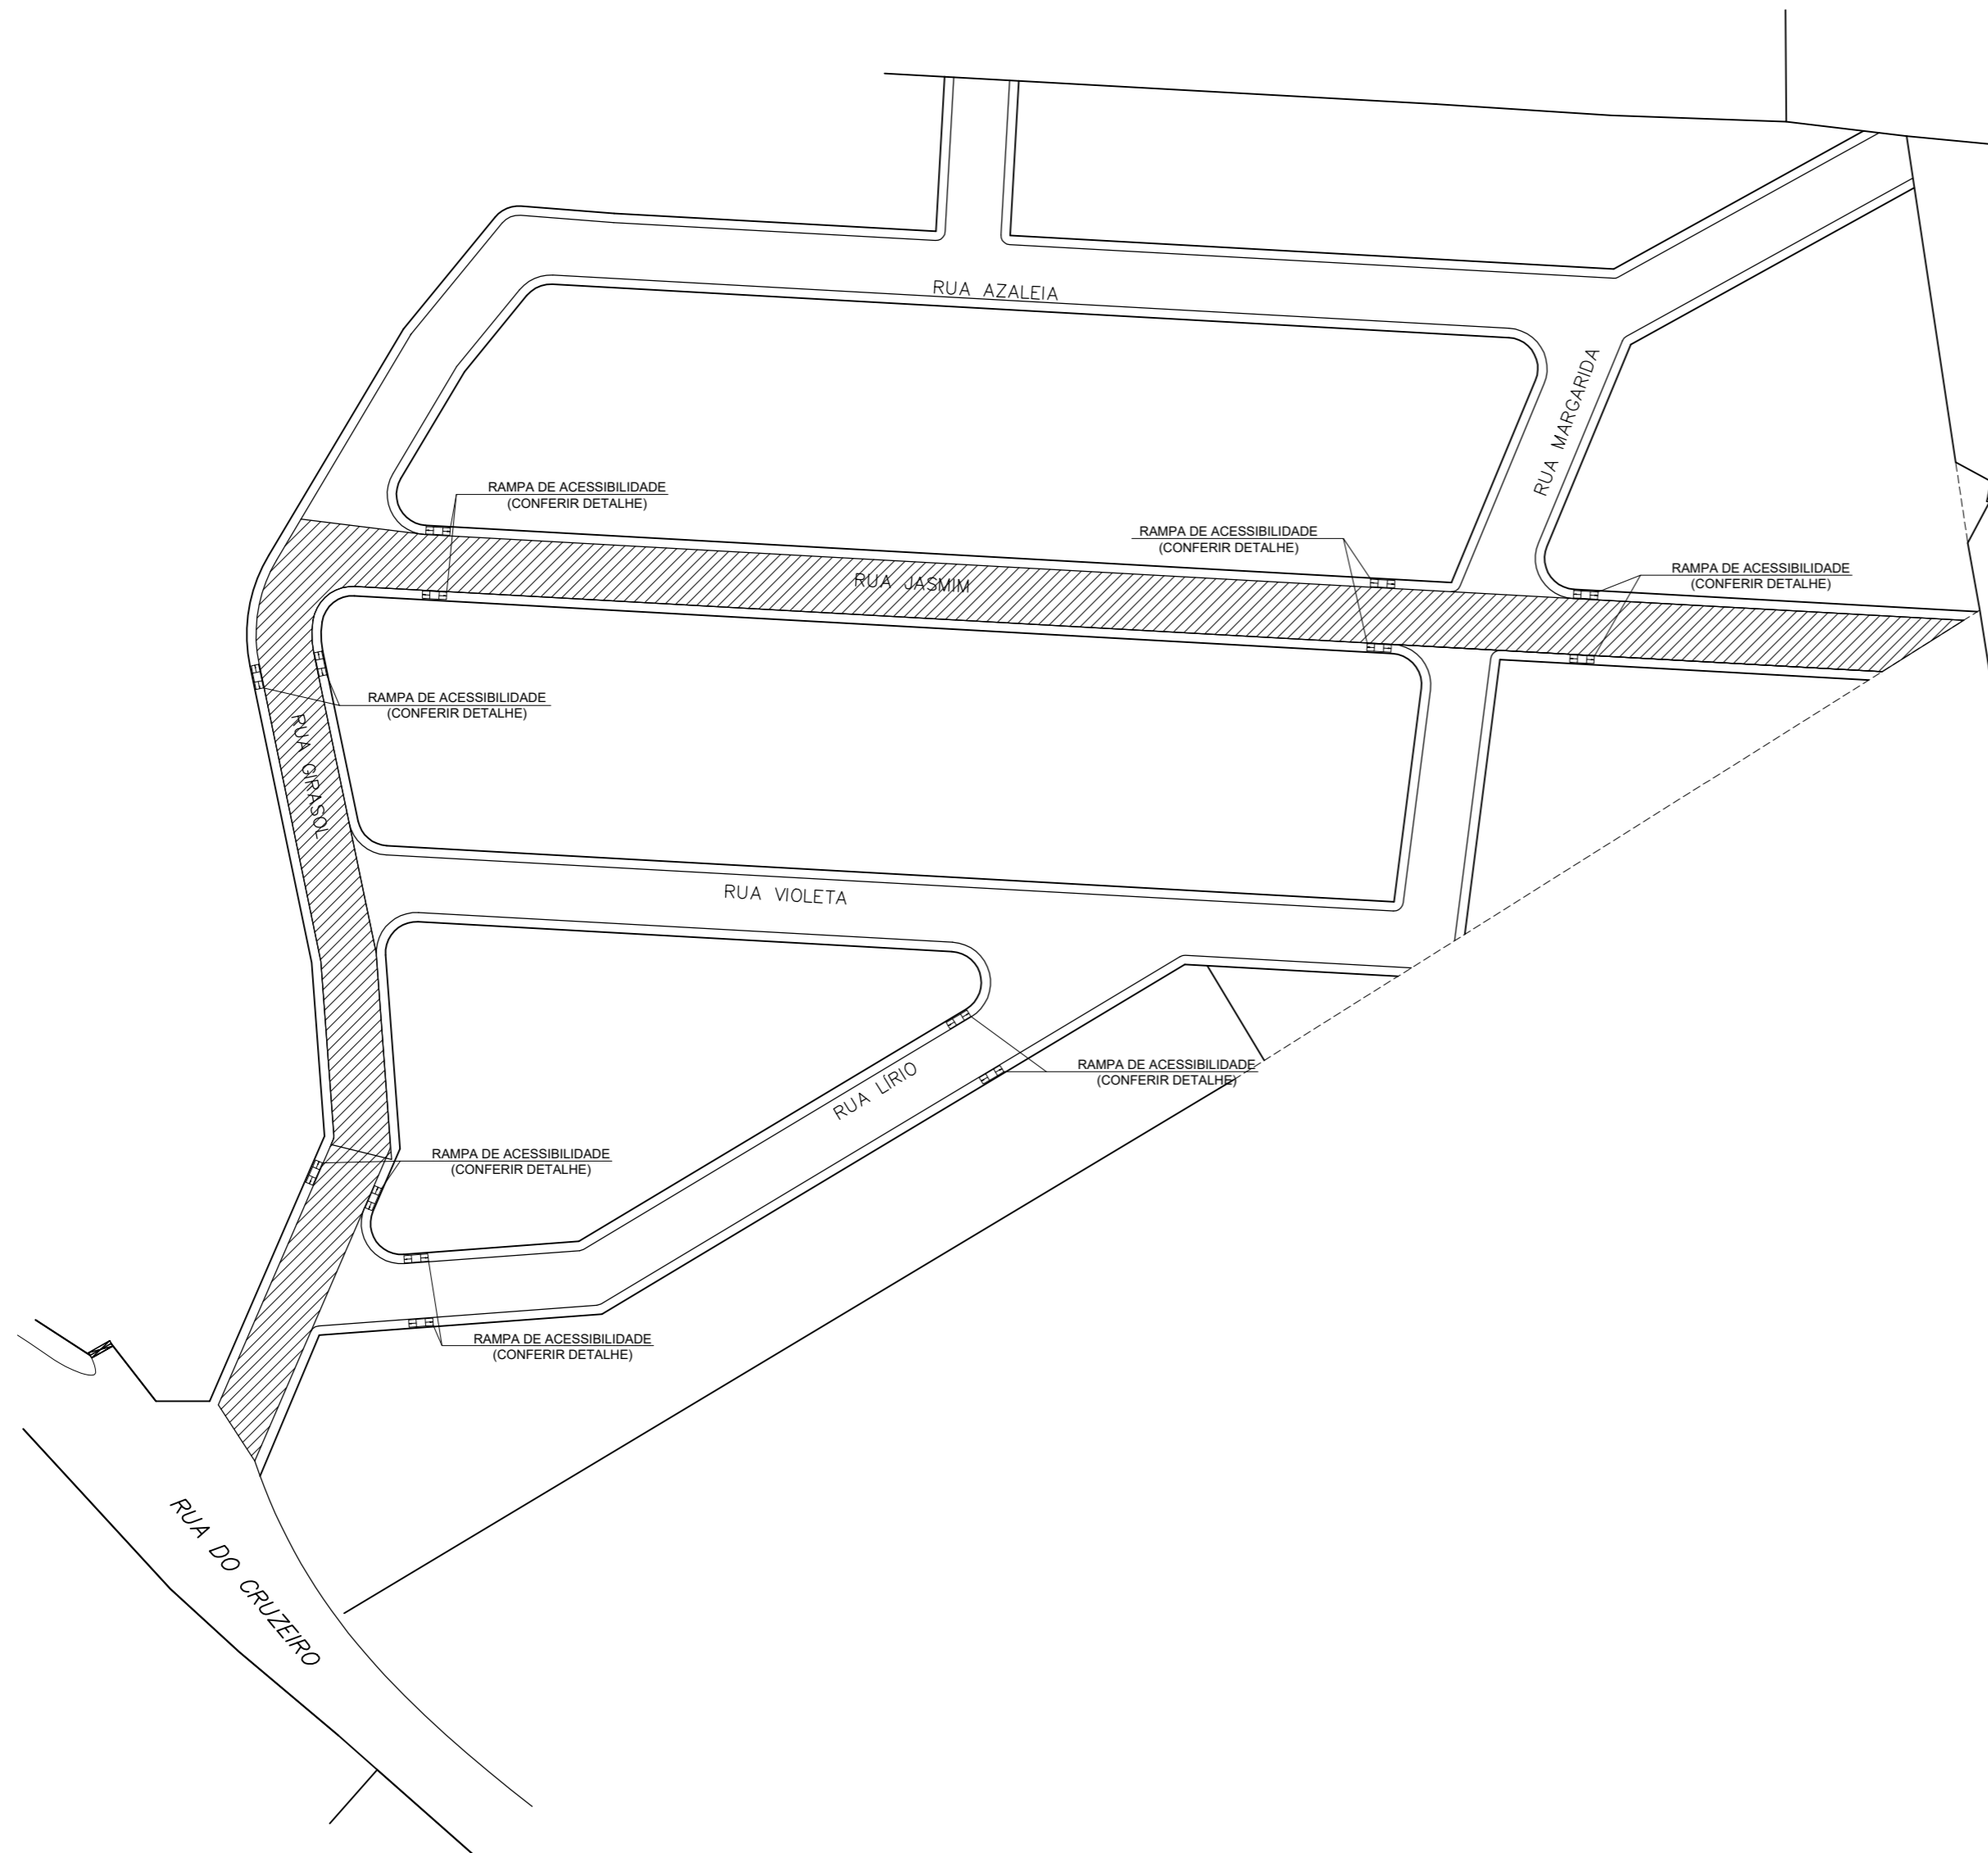 RUA AZALEIA
RUA MARGARIDA
RAMPA DE ACESSIBILIDADE
(CONFERIR DETALHE)
RAMPA DE ACESSIBILIDADE
(CONFERIR DETALHE)
RAMPA DE ACESSIBILIDADE
(CONFERIR DETALHE)
RUA JASMIM
RAMPA DE ACESSIBILIDADE
(CONFERIR DETALHE)
RUA GIRASOL
RUA VIOLETA
RAMPA DE ACESSIBILIDADE
(CONFERIR DETALHE)
RUA LÍRIO
RAMPA DE ACESSIBILIDADE
(CONFERIR DETALHE)
RAMPA DE ACESSIBILIDADE
(CONFERIR DETALHE)
RUA DO CRUZEIRO